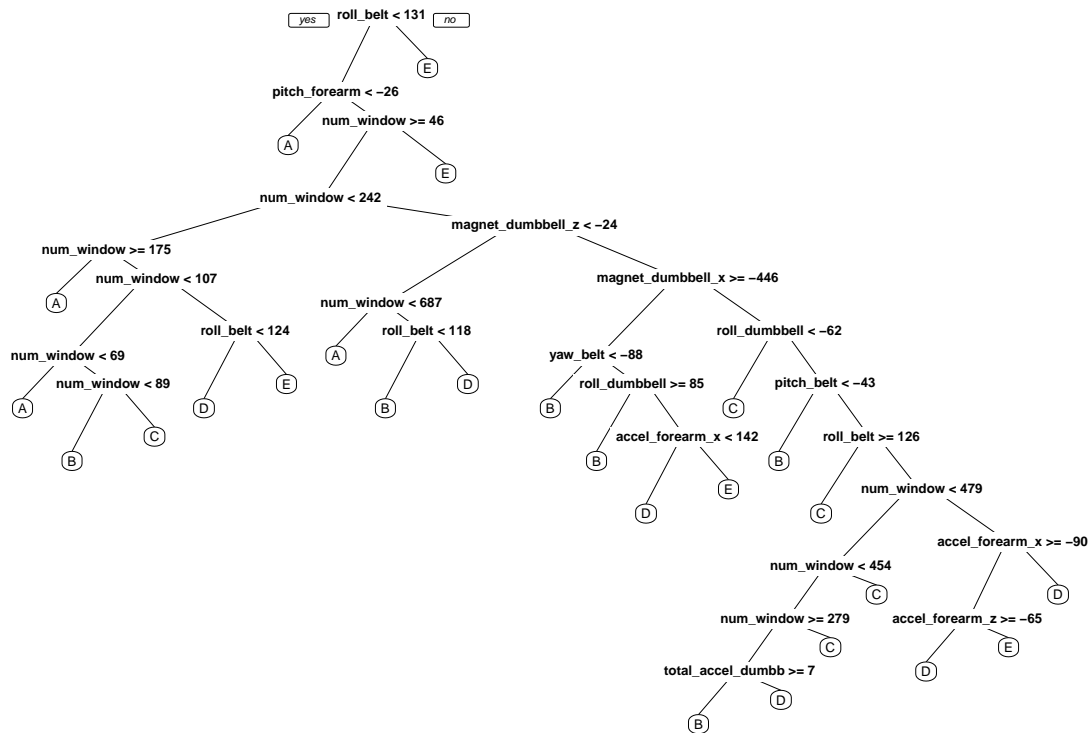 yes roll_belt < 131 no
E
pitch_forearm < −26
num_window >= 46
A
E
num_window < 242
magnet_dumbbell_z < −24
num_window >= 175
num_window < 107
magnet_dumbbell_x >= −446
A
num_window < 687
roll_belt < 124
roll_belt < 118
roll_dumbbell < −62
num_window < 69
A
yaw_belt < −88
num_window < 89
E
D
roll_dumbbell >= 85
pitch_belt < −43
A
D
B
B
C
C
accel_forearm_x < 142
roll_belt >= 126
B
B
B
E
num_window < 479
D
C
accel_forearm_x >= −90
num_window < 454
C
D
num_window >= 279
accel_forearm_z >= −65
C
E
total_accel_dumbb >= 7
D
D
B